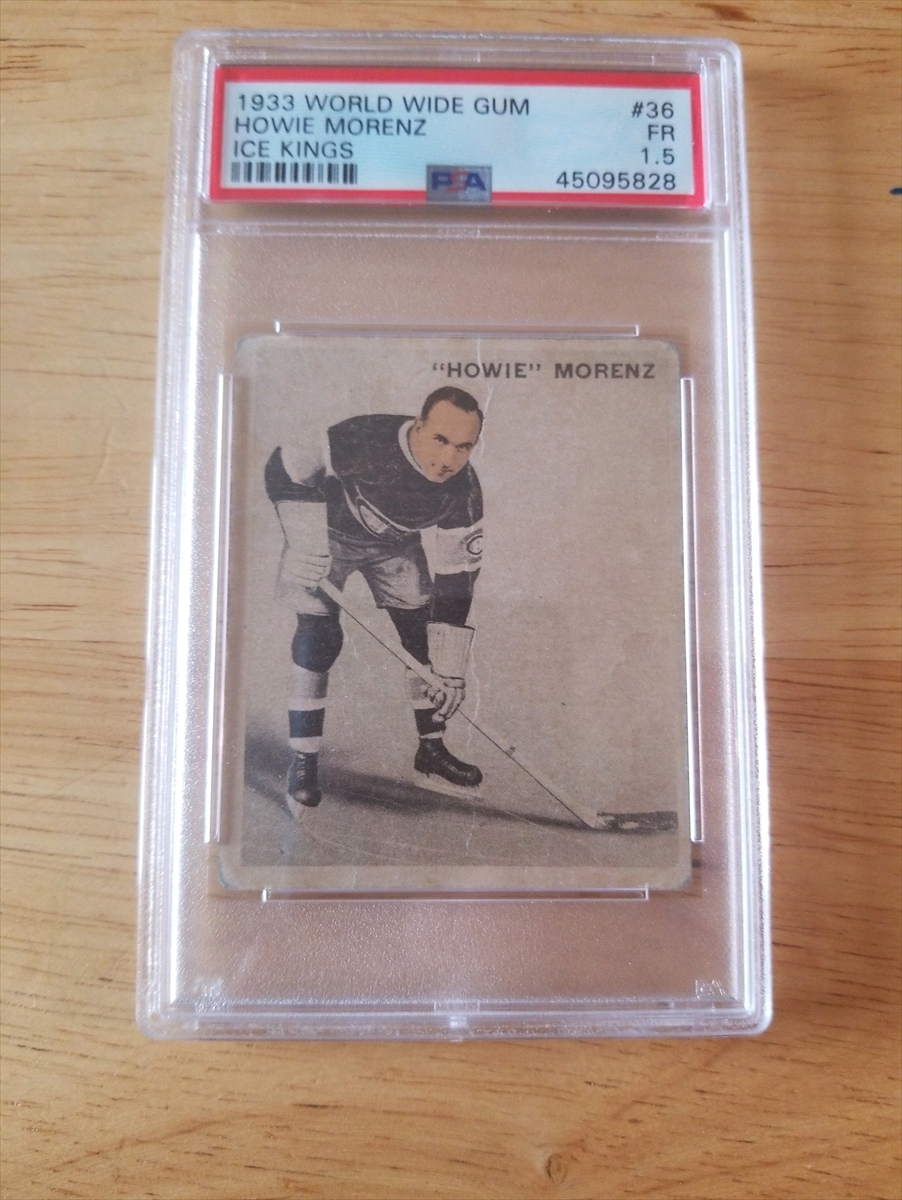 1933 WORLD WIDE GUM #36
HOWIE MORENZ FR
ICE KINGS 1.5
PSA 45095828
"HOWIE" MORENZ
C